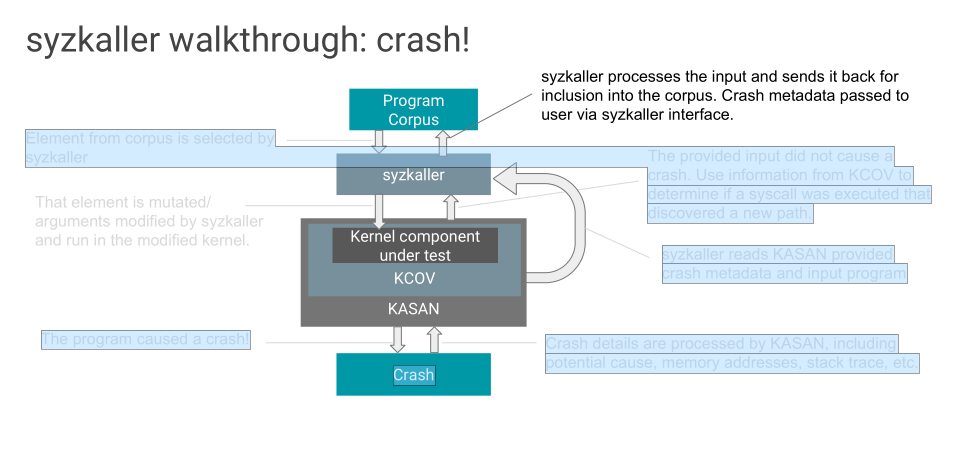 syzkaller walkthrough: crash!
syzkaller processes the input and sends it back for
inclusion into the corpus. Crash metadata passed to
user via syzkaller interface.
Program
Corpus
Element from corpus is selected by
syzkaller
syzkaller
The provided input did not cause a
crash. Use information from KCOV to
determine if a syscall was executed that
discovered a new path.
That element is mutated/
arguments modified by syzkaller
and run in the modified kernel.
Kernel component
under test
KCOV
KASAN
syzkaller reads KASAN provided
crash metadata and input program
The program caused a crash!
Crash details are processed by KASAN, including
potential cause, memory addresses, stack trace, etc.
Crash